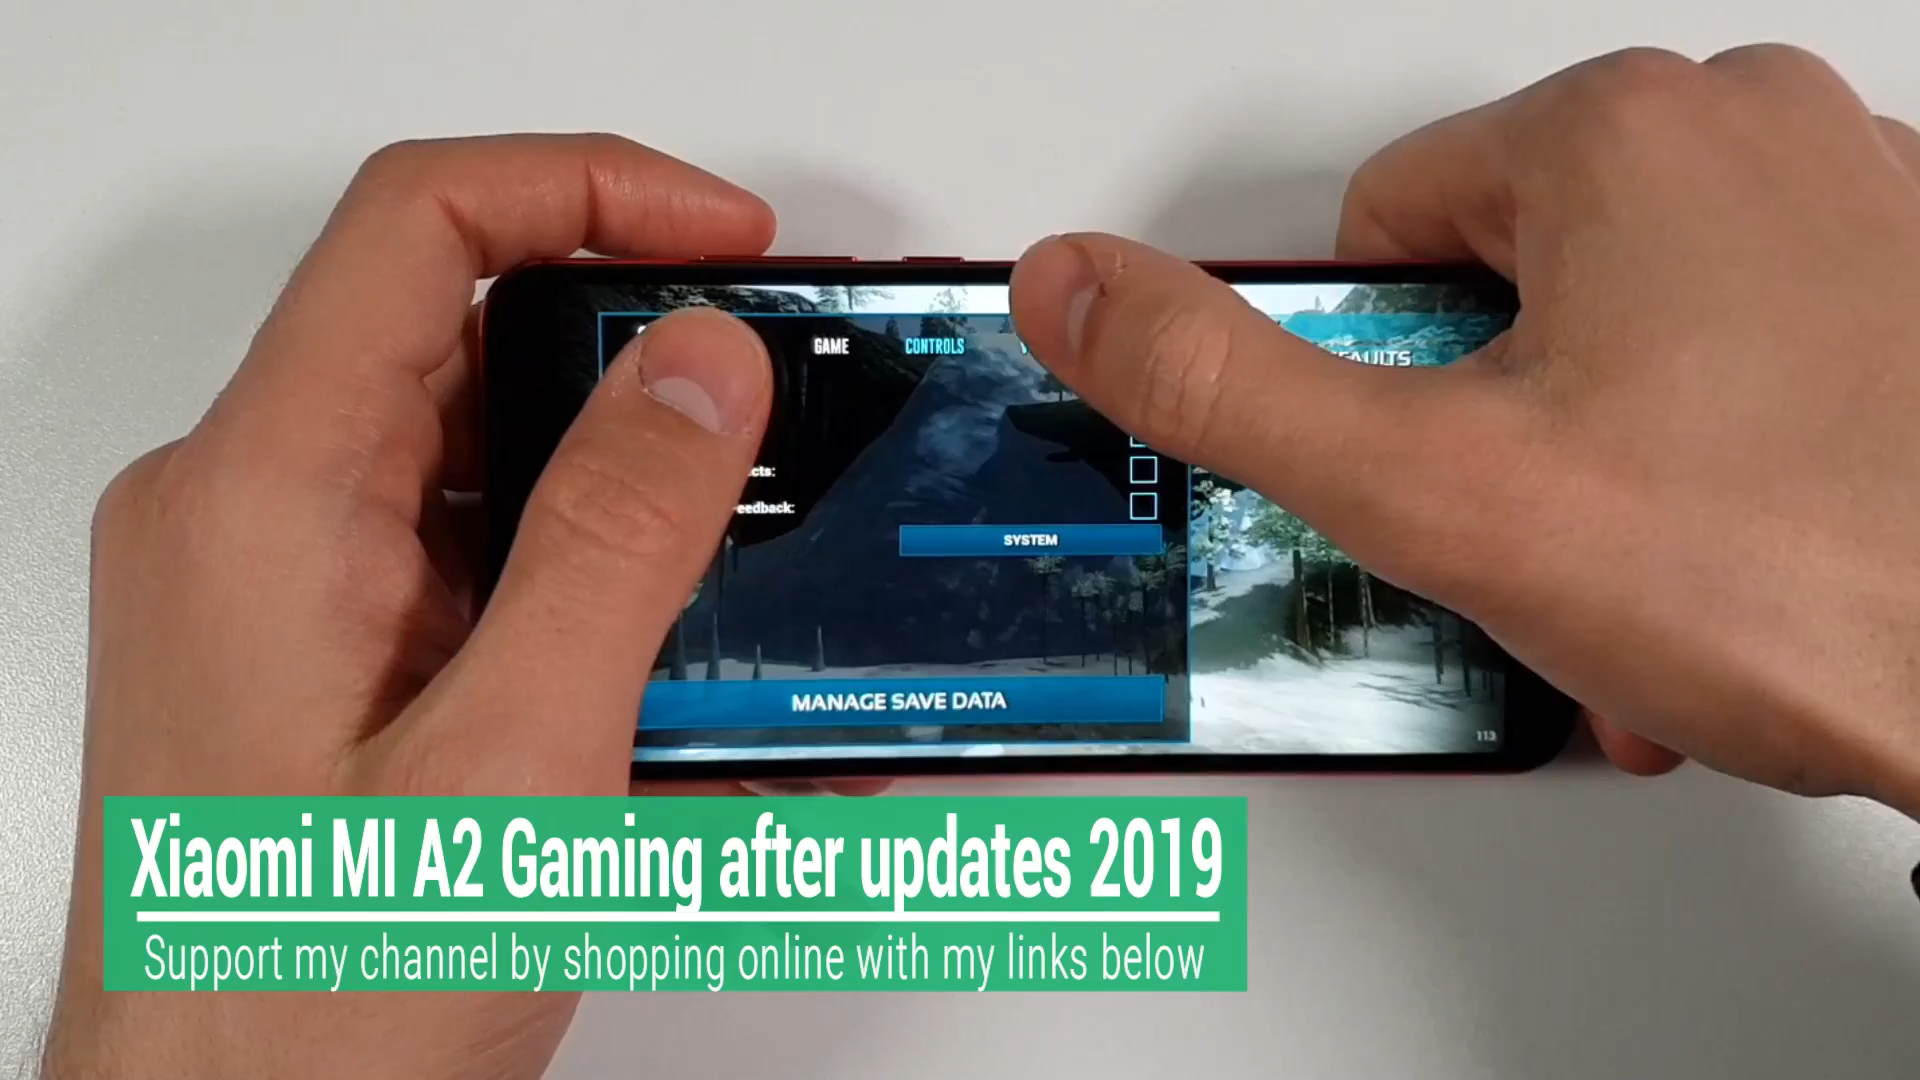 GAME CONTROLS
SYSTEM
MANAGE SAVE DATA
113
Xiaomi MI A2 Gaming after updates 2019
Support my channel by shopping online with my links below